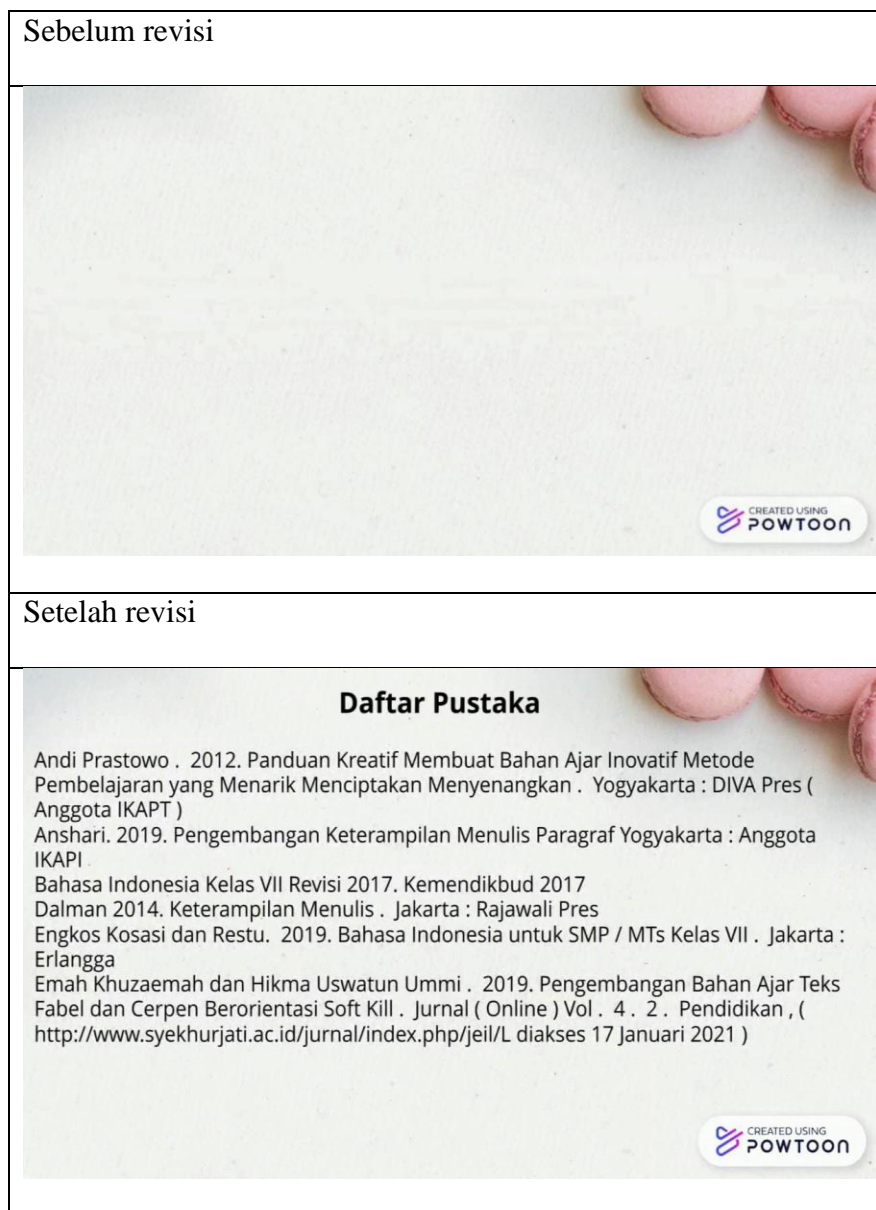 Sebelum revisi
CREATED USING
POWTOON
Setelah revisi
Daftar Pustaka
Andi Prastowo . 2012. Panduan Kreatif Membuat Bahan Ajar Inovatif Metode
Pembelajaran yang Menarik Menciptakan Menyenangkan . Yogyakarta : DIVA Pres (
Anggota IKAPT )
Anshari. 2019. Pengembangan Keterampilan Menulis Paragraf Yogyakarta : Anggota
IKAPI
Bahasa Indonesia Kelas VII Revisi 2017. Kemendikbud 2017
Dalman 2014. Keterampilan Menulis . Jakarta : Rajawali Pres
Engkos Kosasi dan Restu. 2019. Bahasa Indonesia untuk SMP / MTs Kelas VII . Jakarta :
Erlangga
Emah Khuzaemah dan Hikma Uswatun Ummi . 2019. Pengembangan Bahan Ajar Teks
Fabel dan Cerpen Berorientasi Soft Kill . Jurnal ( Online ) Vol . 4 . 2 . Pendidikan , (
http://www.syekhurjati.ac.id/jurnal/index.php/jeil/L diakses 17 Januari 2021 )
CREATED USING
POWTOON